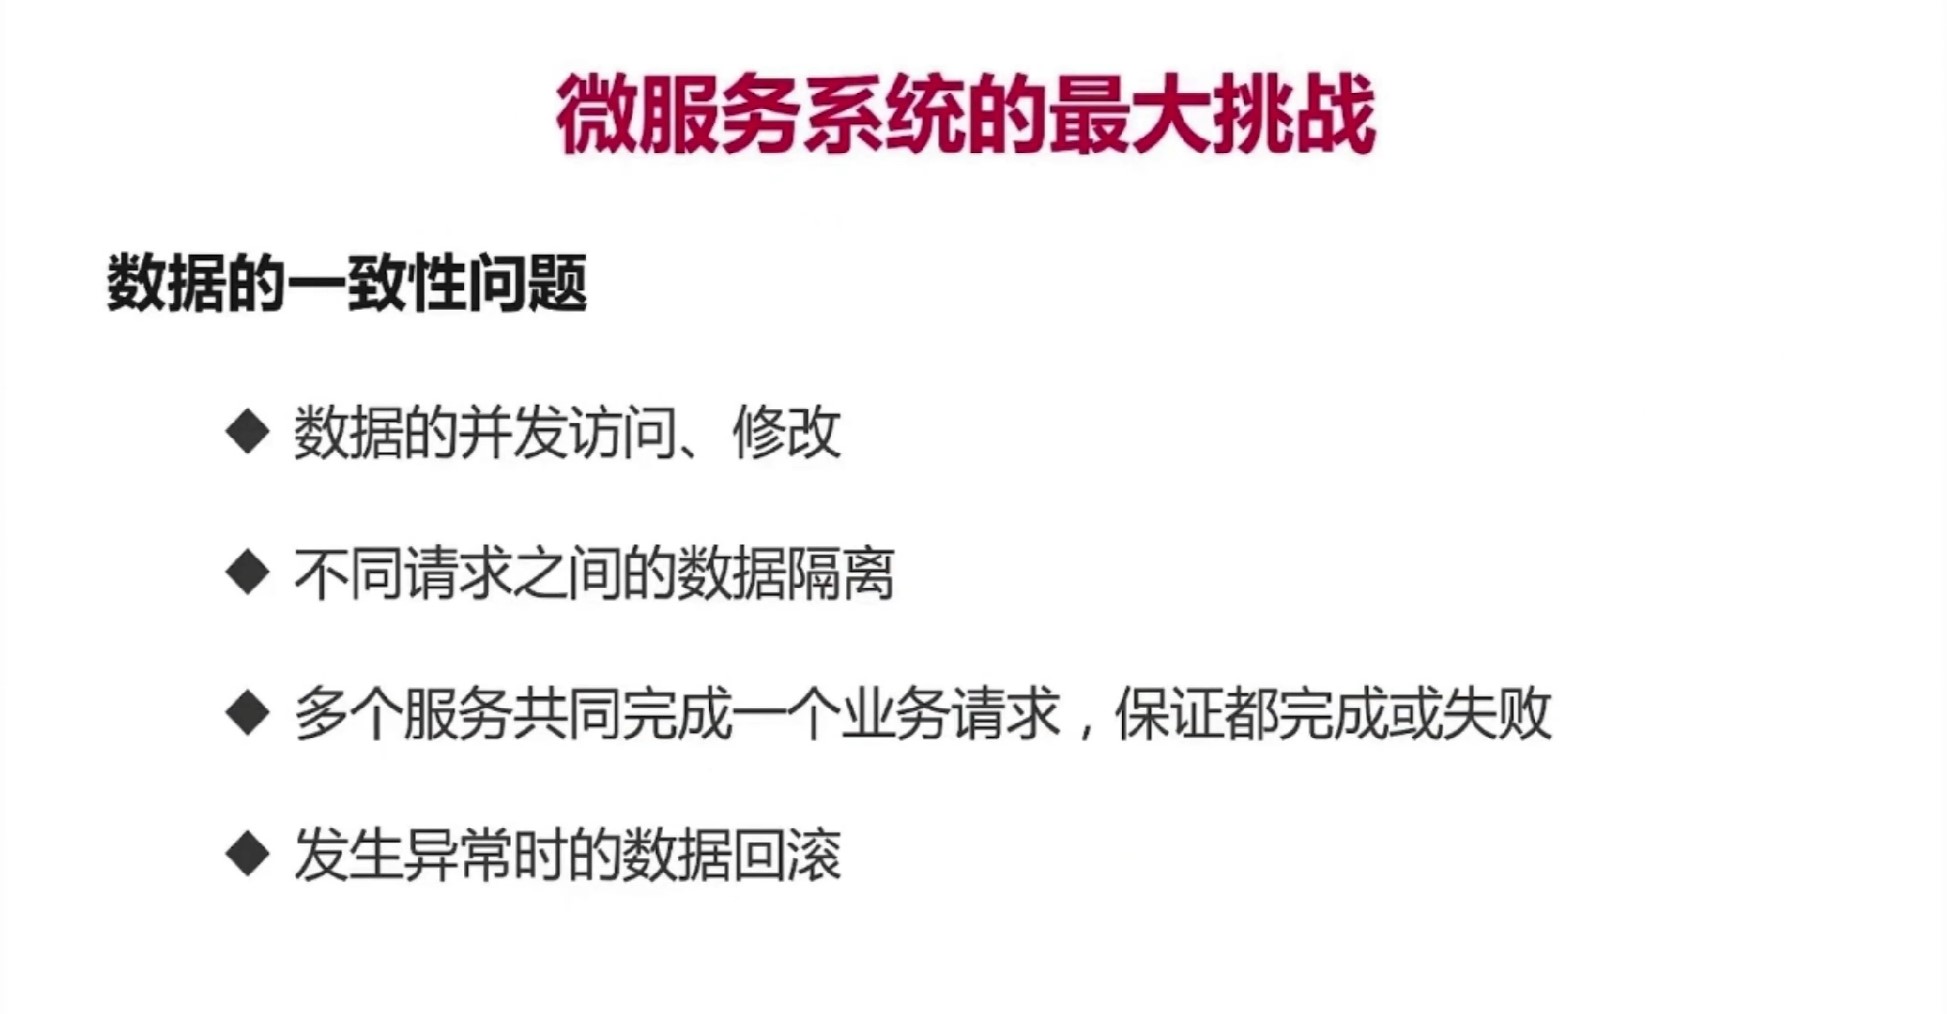 微服务系统的最大挑战
数据的一致性问题
◆ 数据的并发访问、修改
◆ 不同请求之间的数据隔离
◆ 多个服务共同完成一个业务请求，保证都完成或失败
◆ 发生异常时的数据回滚